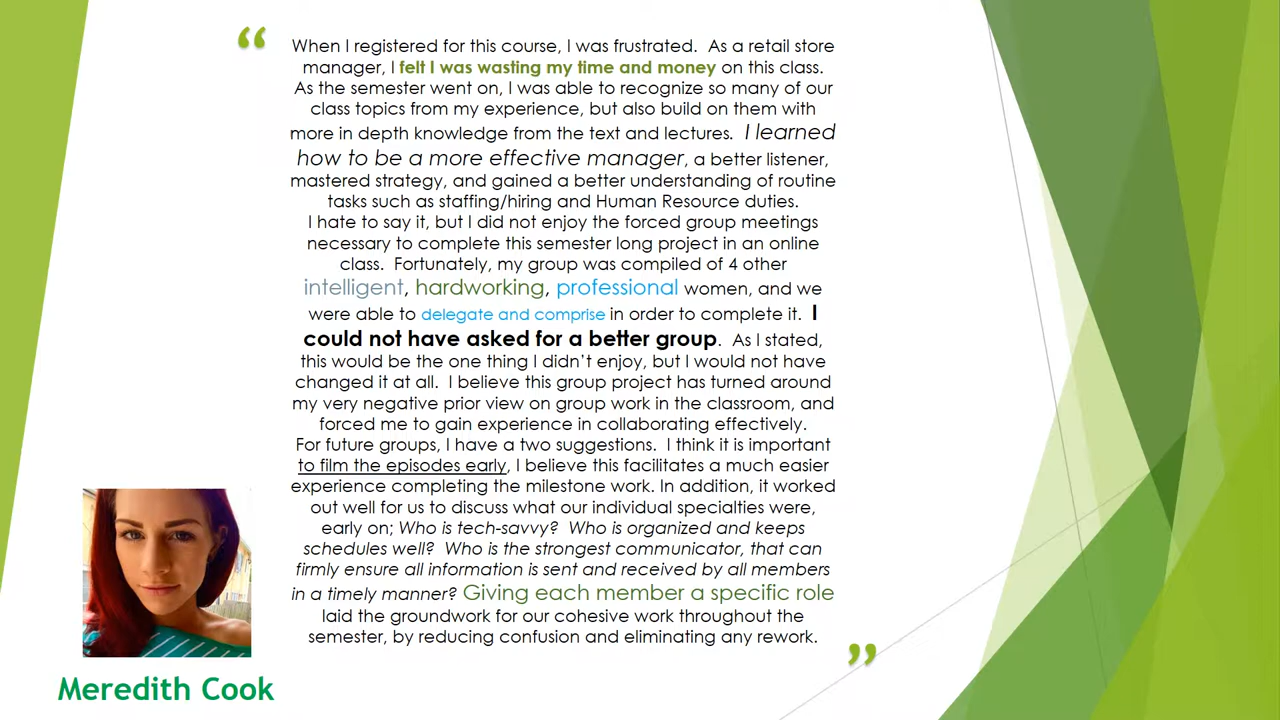 “
When I registered for this course, I was frustrated.  As a retail store
manager, I felt I was wasting my time and money on this class.
As the semester went on, I was able to recognize so many of our
class topics from my experience, but also build on them with
more in depth knowledge from the text and lectures.  I learned
how to be a more effective manager, a better listener,
mastered strategy, and gained a better understanding of routine
tasks such as staffing/hiring and Human Resource duties.
I hate to say it, but I did not enjoy the forced group meetings
necessary to complete this semester long project in an online
class.  Fortunately, my group was compiled of 4 other
intelligent, hardworking, professional women, and we
were able to delegate and comprise in order to complete it.  I
could not have asked for a better group.  As I stated,
this would be the one thing I didn’t enjoy, but I would not have
changed it at all.  I believe this group project has turned around
my very negative prior view on group work in the classroom, and
forced me to gain experience in collaborating effectively.
For future groups, I have a two suggestions.  I think it is important
to film the episodes early, I believe this facilitates a much easier
experience completing the milestone work. In addition, it worked
out well for us to discuss what our individual specialties were,
early on; Who is tech-savvy?  Who is organized and keeps
schedules well?  Who is the strongest communicator, that can
firmly ensure all information is sent and received by all members
in a timely manner? Giving each member a specific role
laid the groundwork for our cohesive work throughout the
semester, by reducing confusion and eliminating any rework.
”
Meredith Cook